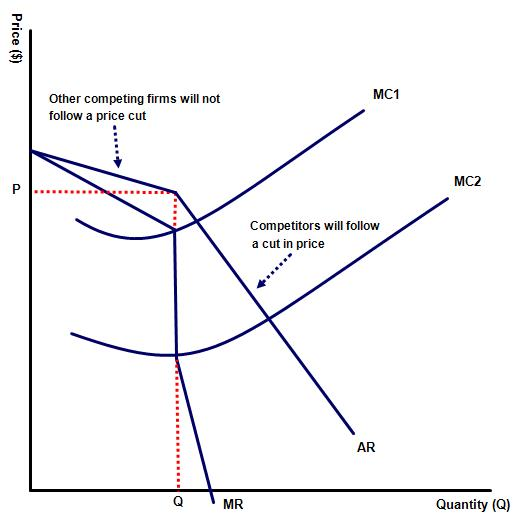 Price ($)
MC1
Other competing firms will not
follow a price cut
MC2
P
Competitors will follow
a cut in price
AR
Q
MR
Quantity (Q)